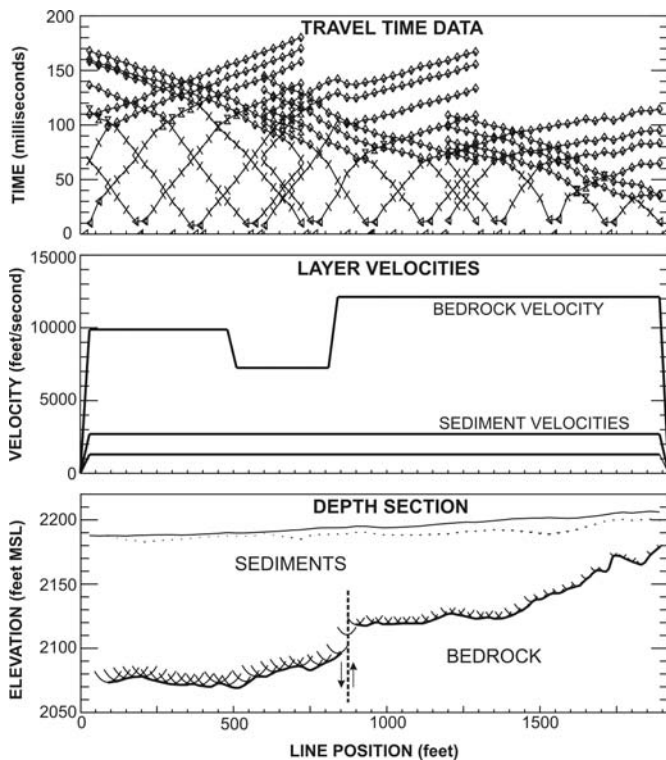 TRAVEL TIME DATA
TIME (milliseconds)
200
150
100
50
0
LAYER VELOCITIES
VELOCITY (feet/second)
15000
10000
5000
0
BEDROCK VELOCITY
SEDIMENT VELOCITIES
DEPTH SECTION
ELEVATION (feet MSL)
2200
2150
2100
2050
SEDIMENTS
BEDROCK
0 500 1000 1500
LINE POSITION (feet)